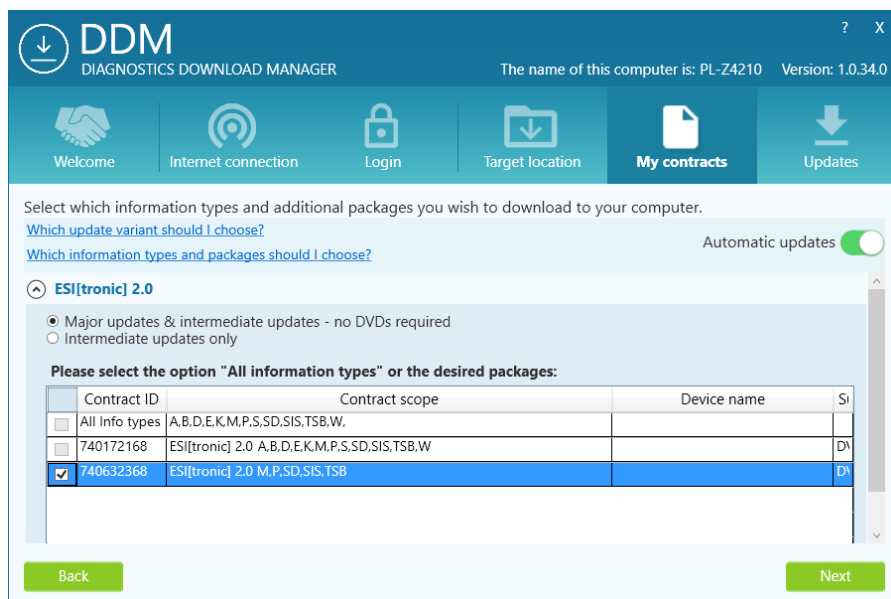 DDM
? X
DIAGNOSTICS DOWNLOAD MANAGER The name of this computer is: PL-Z4210 Version: 1.0.34.0
Welcome Internet connection Login Target location My contracts Updates
Select which information types and additional packages you wish to download to your computer.
Which update variant should I choose?
Automatic updates
Which information types and packages should I choose?
ESI[tronic] 2.0
Major updates & intermediate updates - no DVDs required
Intermediate updates only
Please select the option "All information types" or the desired packages:
Contract ID Contract scope Device name
All Info types A,B,D,E,K,M,P,S,SD,SIS,TSB,W,
740172168 ESI[tronic] 2.0 A,B,D,E,K,M,P,S,SD,SIS,TSB,W
740632368 ESI[tronic] 2.0 M,P,SD,SIS,TSB
Back Next